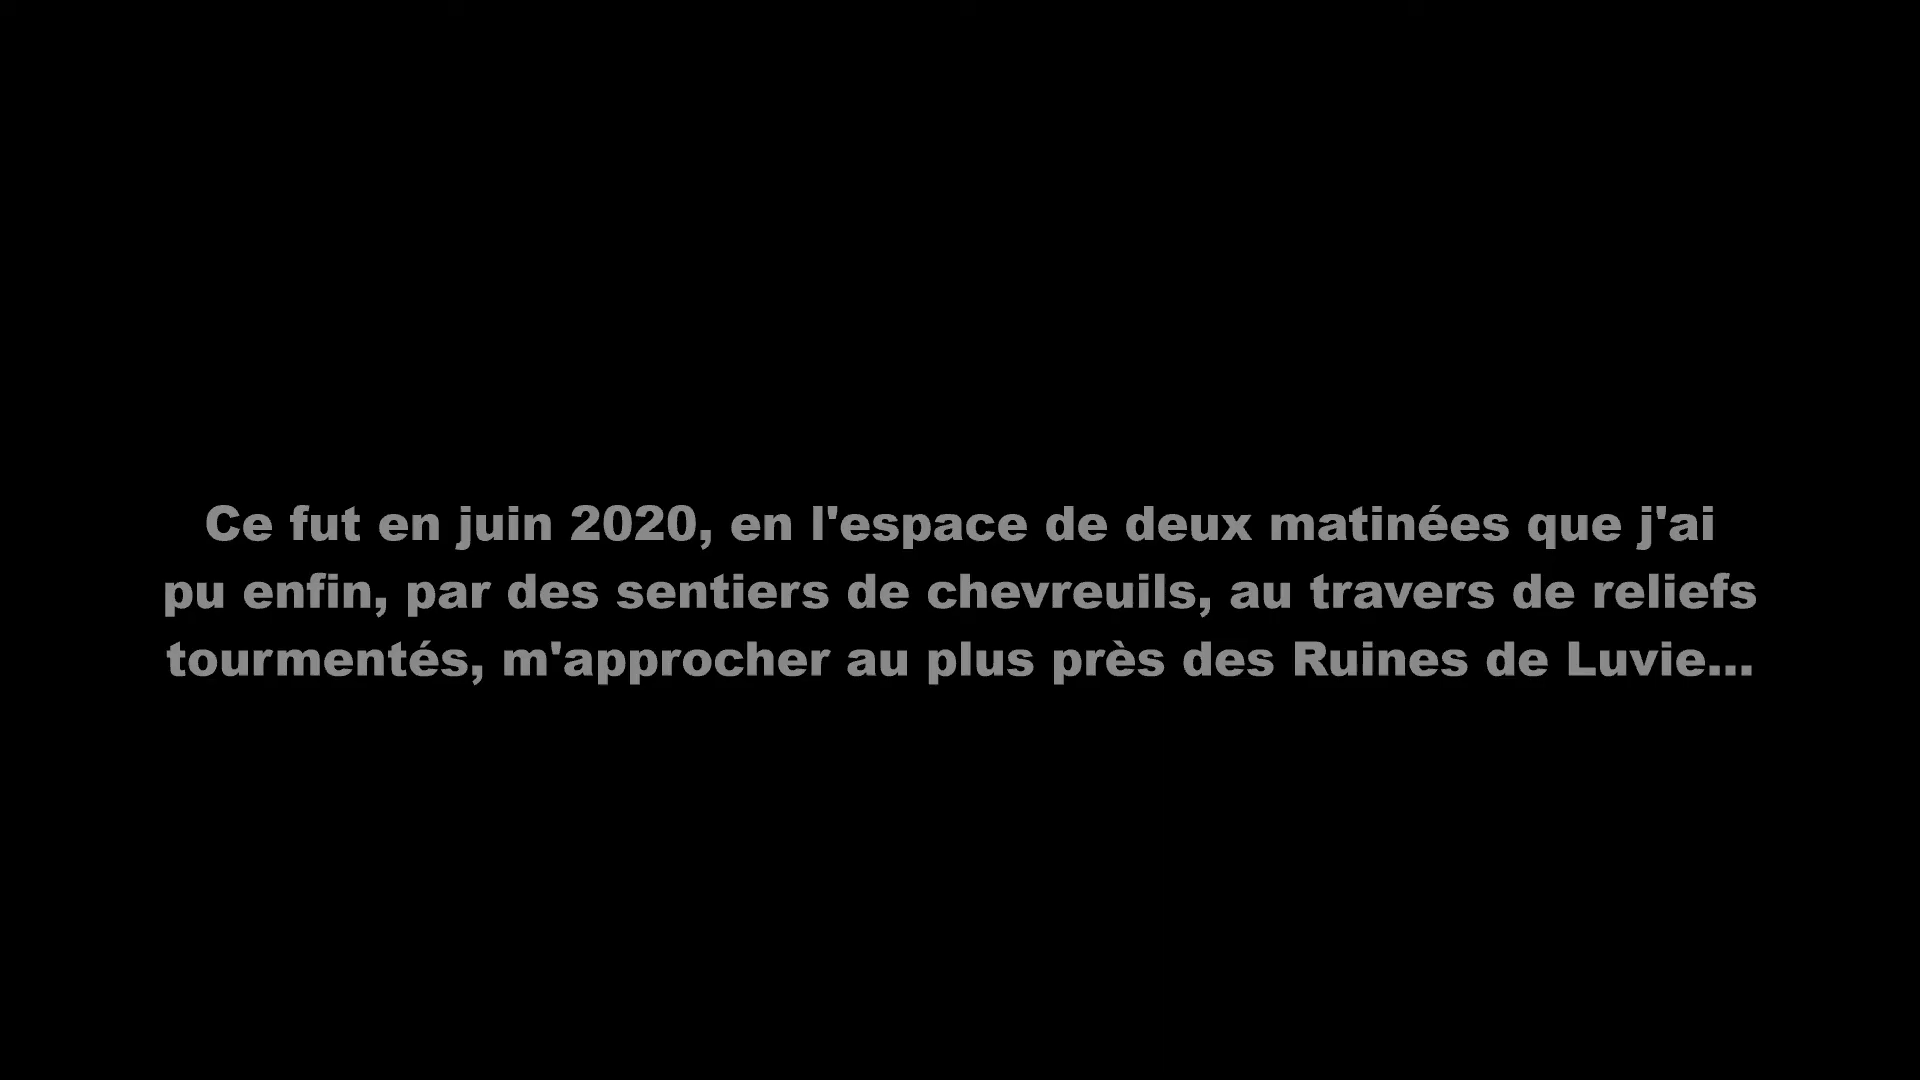 Ce fut en juin 2020, en l'espace de deux matinées que j'ai
pu enfin, par des sentiers de chevreuils, au travers de reliefs
tourmentés, m'approcher au plus près des Ruines de Luvie...